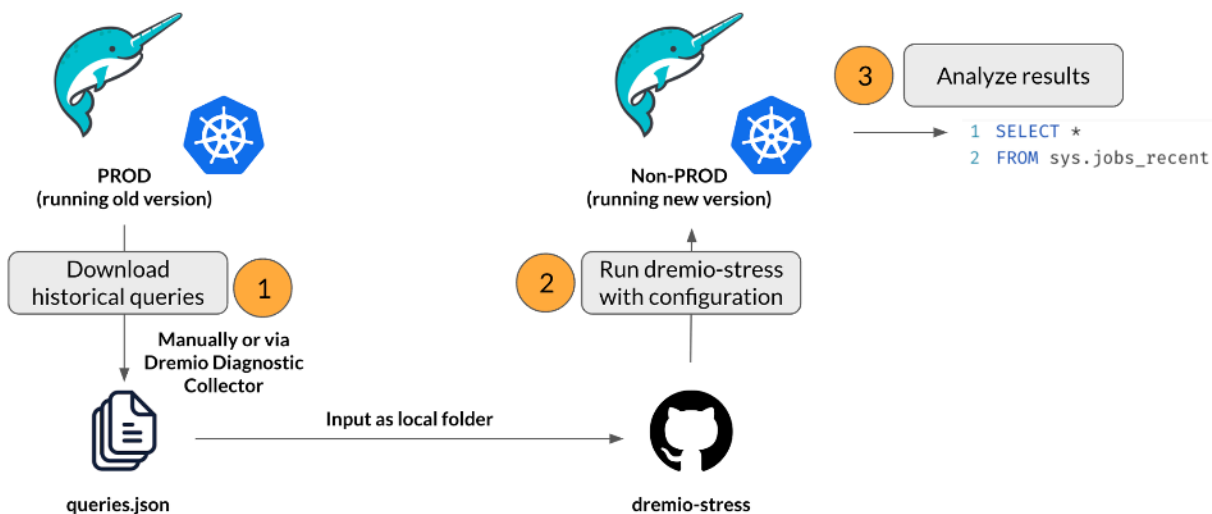 PROD
(running old version)
Download
historical queries
1
Manually or via
Dremio Diagnostic
Collector
queries.json
Input as local folder
dremio-stress
2
Run dremio-stress
with configuration
Non-PROD
(running new version)
3
Analyze results
1 SELECT *
2 FROM sys.jobs_recent